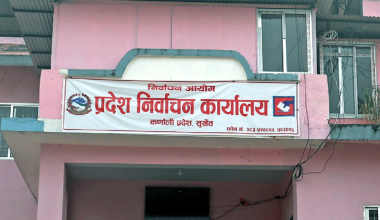 निर्वाचन आयोग
प्रदेश निर्वाचन कार्यालय
कर्णाली प्रदेश, सुर्खेत
फोन नं.